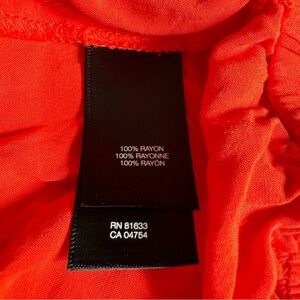 100% RAYON
100% RAYONNE
100% RAYÓN
RN 81633
CA 04754